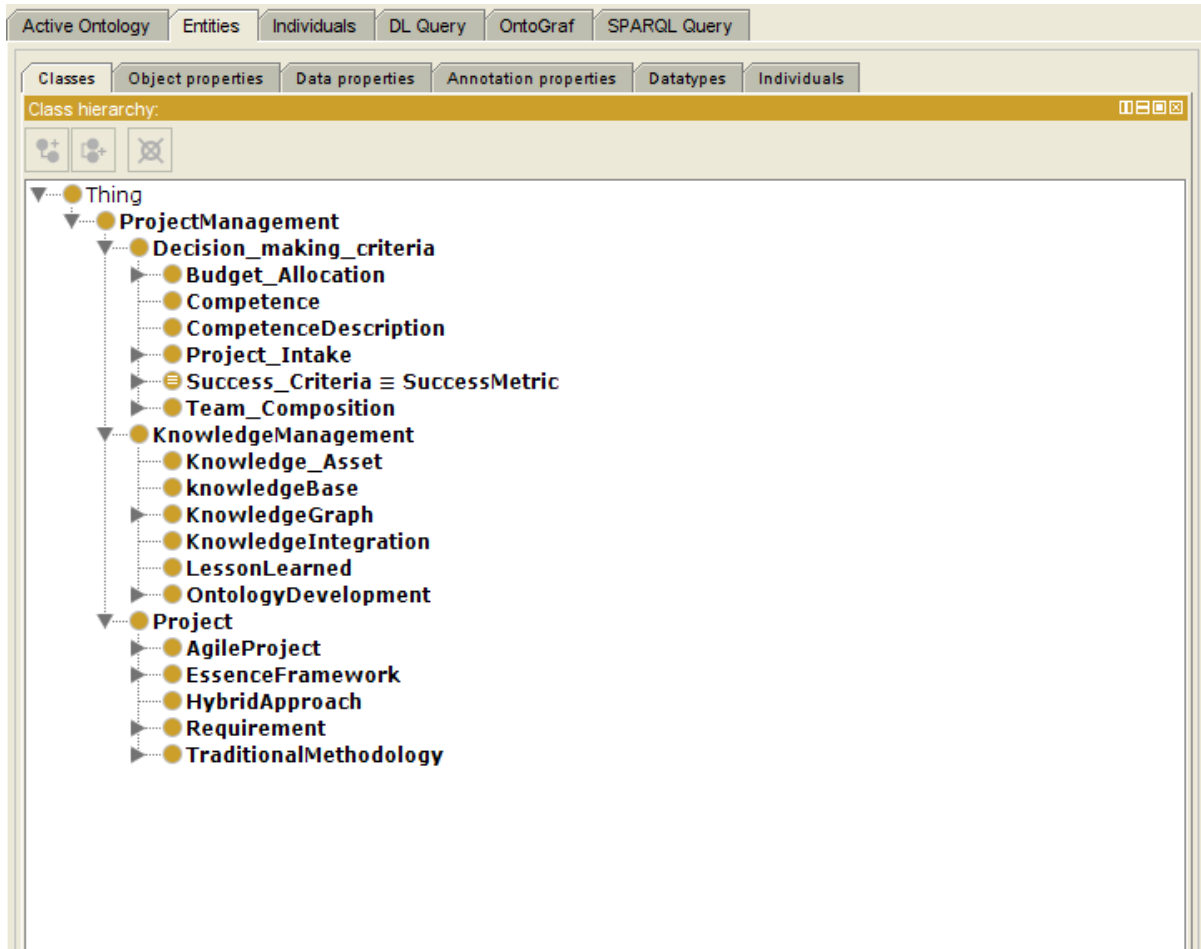 Active Ontology Entities Individuals DL Query OntoGraf SPARQL Query
Classes Object properties Data properties Annotation properties Datatypes Individuals
Class hierarchy:
Thing
ProjectManagement
Decision_making_criteria
Budget_Allocation
Competence
CompetenceDescription
Project_Intake
Success_Criteria ≡ SuccessMetric
Team_Composition
KnowledgeManagement
Knowledge_Asset
knowledgeBase
KnowledgeGraph
KnowledgeIntegration
LessonLearned
OntologyDevelopment
Project
AgileProject
EssenceFramework
HybridApproach
Requirement
TraditionalMethodology